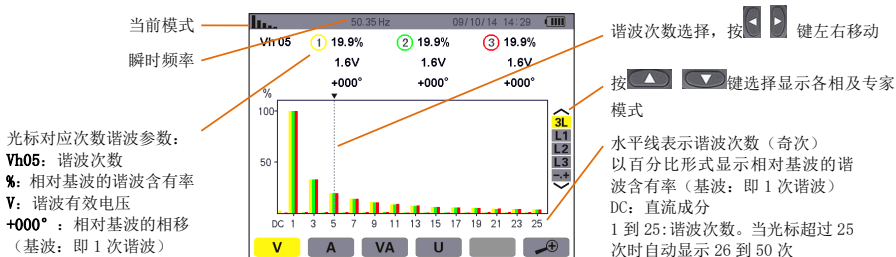 当前模式
瞬时频率
光标对应次数谐波参数：
Vh05：谐波次数
%：相对基波的谐波含有率
V：谐波有效电压
+000°：相对基波的相移
（基波：即 1 次谐波）
50.35 Hz 09/10/14 14:29
Vh 05 1 19.9% 2 19.9% 3 19.9%
1.6V 1.6V 1.6V
+000° +000° +000°
%
100
50
DC 1 3 5 7 9 11 13 15 17 19 21 23 25
3L
L1
L2
L3
-.+
V A VA U
谐波次数选择，按 键左右移动
按 键选择显示各相及专家
模式
水平线表示谐波次数（奇次）
以百分比形式显示相对基波的谐
波含有率（基波：即 1 次谐波）
DC：直流成分
1 到 25:谐波次数。当光标超过 25
次时自动显示 26 到 50 次